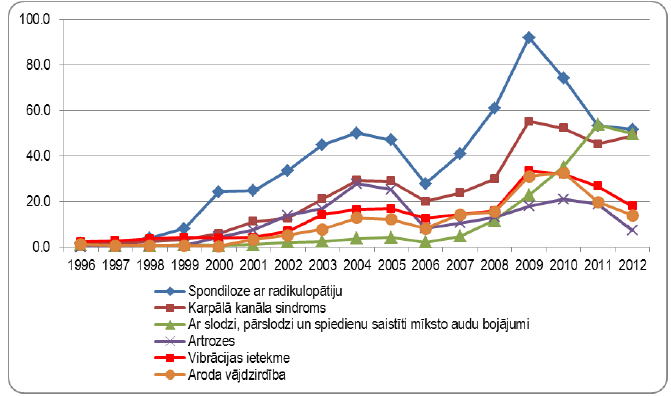 100.0
80.0
60.0
40.0
20.0
0.0
1996 1997 1998 1999 2000 2001 2002 2003 2004 2005 2006 2007 2008 2009 2010 2011 2012
Spondiloze ar radikulopātiju
Karpālā kanāla sindroms
Ar slodzi, pārslodzi un spiedienu saistīti mīksto audu bojājumi
Artrozes
Vibrācijas ietekme
Aroda vājdzirdība